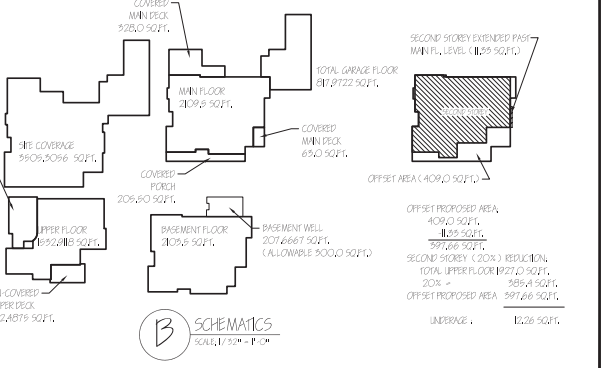 COVERED
MAIN DECK
328.0 SQ.FT.
SECOND STOREY EXTENDED PAST
MAIN FL. LEVEL (11.33 SQ.FT.)
TOTAL GARAGE FLOOR
817.9722 SQ.FT.
MAIN FLOOR
2109.5 SQ.FT.
SITE COVERAGE
3505.3056 SQ.FT.
COVERED
MAIN DECK
63.0 SQ.FT.
COVERED
PORCH
205.50 SQ.FT.
OFFSET AREA (409.0 SQ.FT.)
UPPER FLOOR
1932.9118 SQ.FT.
BASEMENT FLOOR
2103.5 SQ.FT.
BASEMENT WELL
207.6667 SQ.FT.
(ALLOWABLE 300.0 SQ.FT.)
OFFSET PROPOSED AREA:
409.0 SQ.FT.
-11.33 SQ.FT.
397.66 SQ.FT.
SECOND STOREY (20%) REDUCTION:
TOTAL UPPER FLOOR 1927.0 SQ.FT.
20% = 385.4 SQ.FT.
OFFSET PROPOSED AREA 397.66 SQ.FT.
UNDERAGE: 12.26 SQ.FT.
-COVERED
PER DECK
2.4875 SQ.FT.
B
SCHEMATICS
SCALE, 1/32" = 1'-0"